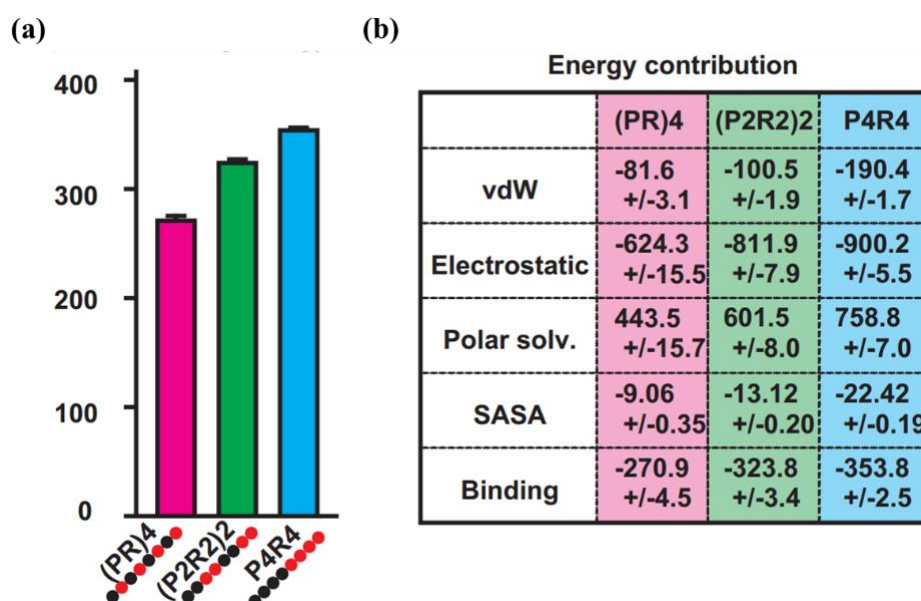 (a)
(b)
400
300
200
100
0
(PR)4
(P2R2)2
P4R4
Energy contribution
(PR)4 (P2R2)2 P4R4
vdW -81.6 +/-3.1 -100.5 +/-1.9 -190.4 +/-1.7
Electrostatic -624.3 +/-15.5 -811.9 +/-7.9 -900.2 +/-5.5
Polar solv. 443.5 +/-15.7 601.5 +/-8.0 758.8 +/-7.0
SASA -9.06 +/-0.35 -13.12 +/-0.20 -22.42 +/-0.19
Binding -270.9 +/-4.5 -323.8 +/-3.4 -353.8 +/-2.5